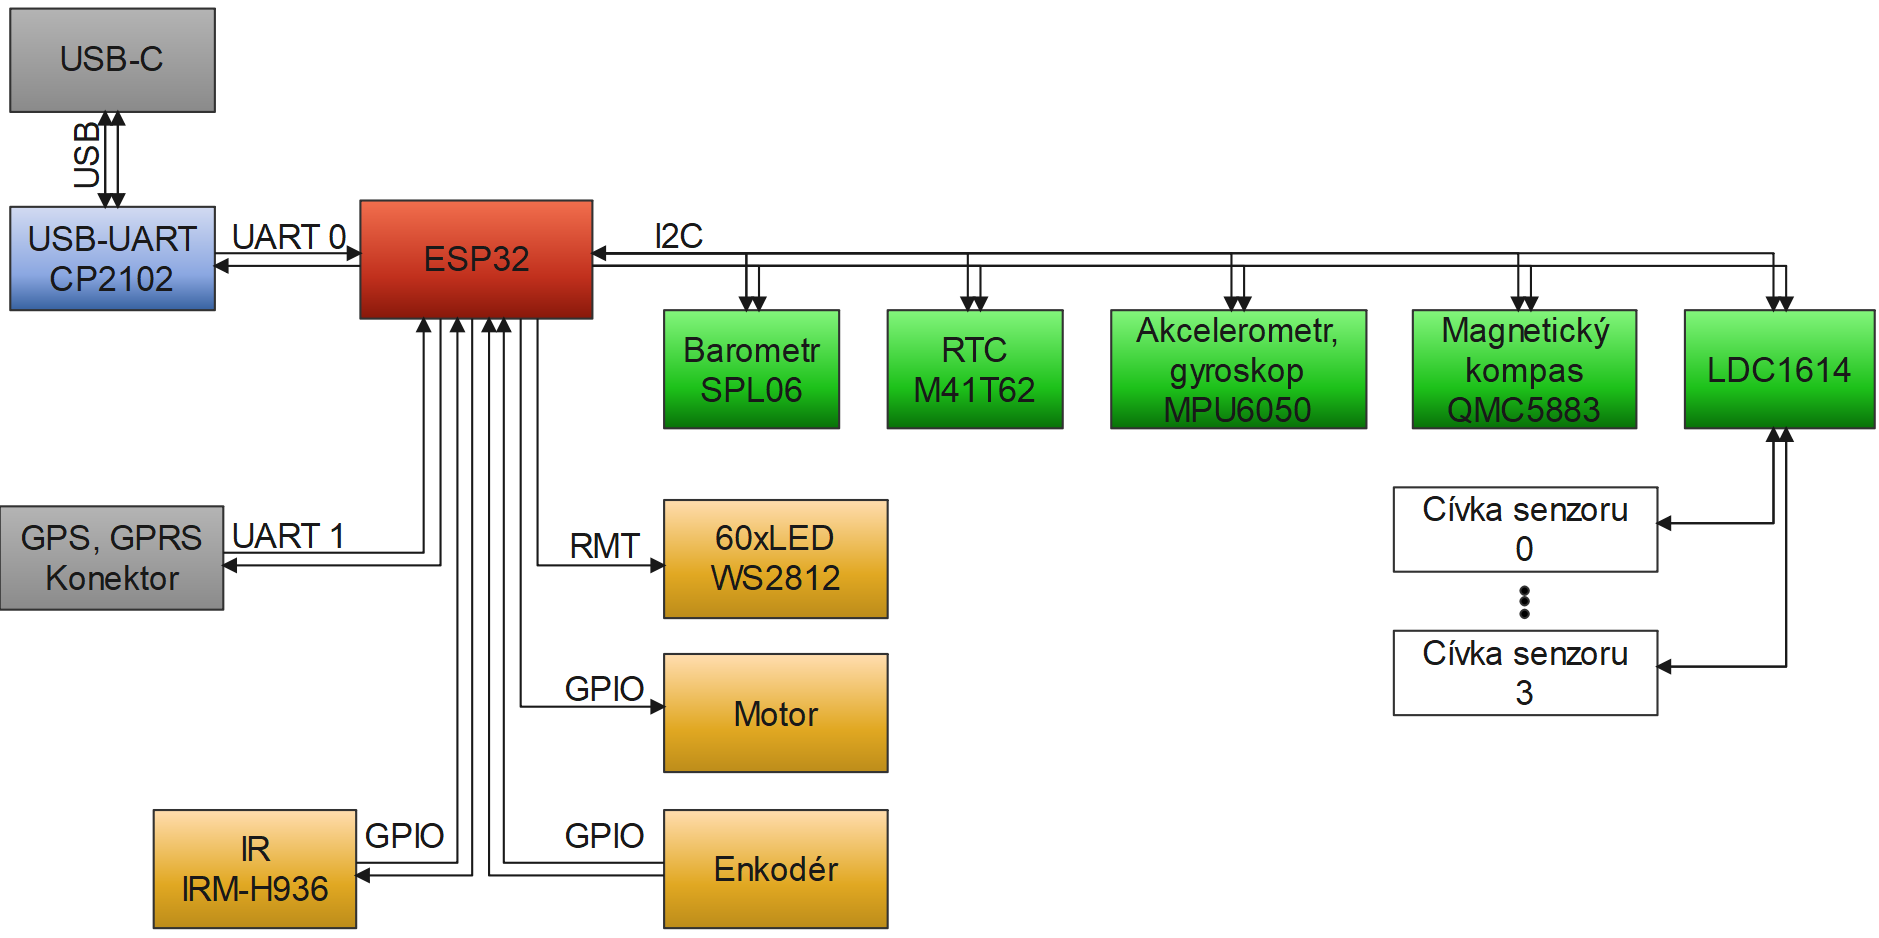 USB-C
USB
USB-UART
CP2102
UART 0
ESP32
I2C
Barometr
SPL06
RTC
M41T62
Akcelerometr,
gyroskop
MPU6050
Magnetický
kompas
QMC5883
LDC1614
GPS, GPRS
Konektor
UART 1
RMT
60xLED
WS2812
Cívka senzoru
0
Cívka senzoru
3
GPIO
Motor
IR
IRM-H936
GPIO
GPIO
Enkodér